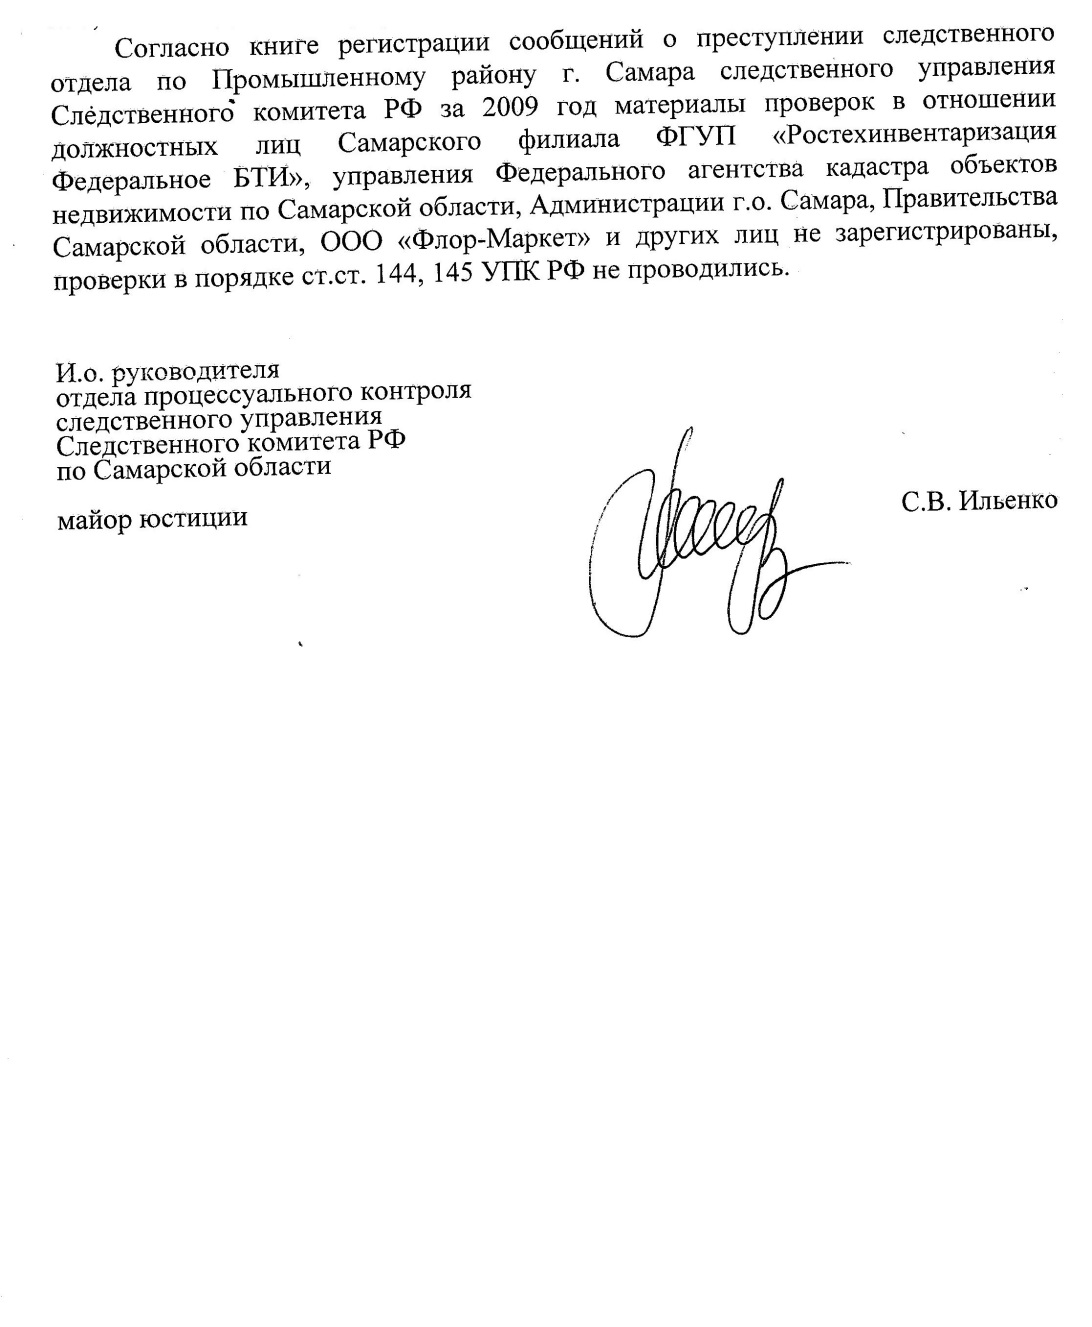 Согласно книге регистрации сообщений о преступлении следственного
отдела по Промышленному району г. Самара следственного управления
Следственного комитета РФ за 2009 год материалы проверок в отношении
должностных лиц Самарского филиала ФГУП «Ростехинвентаризация
Федеральное БТИ», управления Федерального агентства кадастра объектов
недвижимости по Самарской области, Администрации г.о. Самара, Правительства
Самарской области, ООО «Флор-Маркет» и других лиц не зарегистрированы,
проверки в порядке ст.ст. 144, 145 УПК РФ не проводились.
И.о. руководителя
отдела процессуального контроля
следственного управления
Следственного комитета РФ
по Самарской области
майор юстиции
С.В. Ильенко